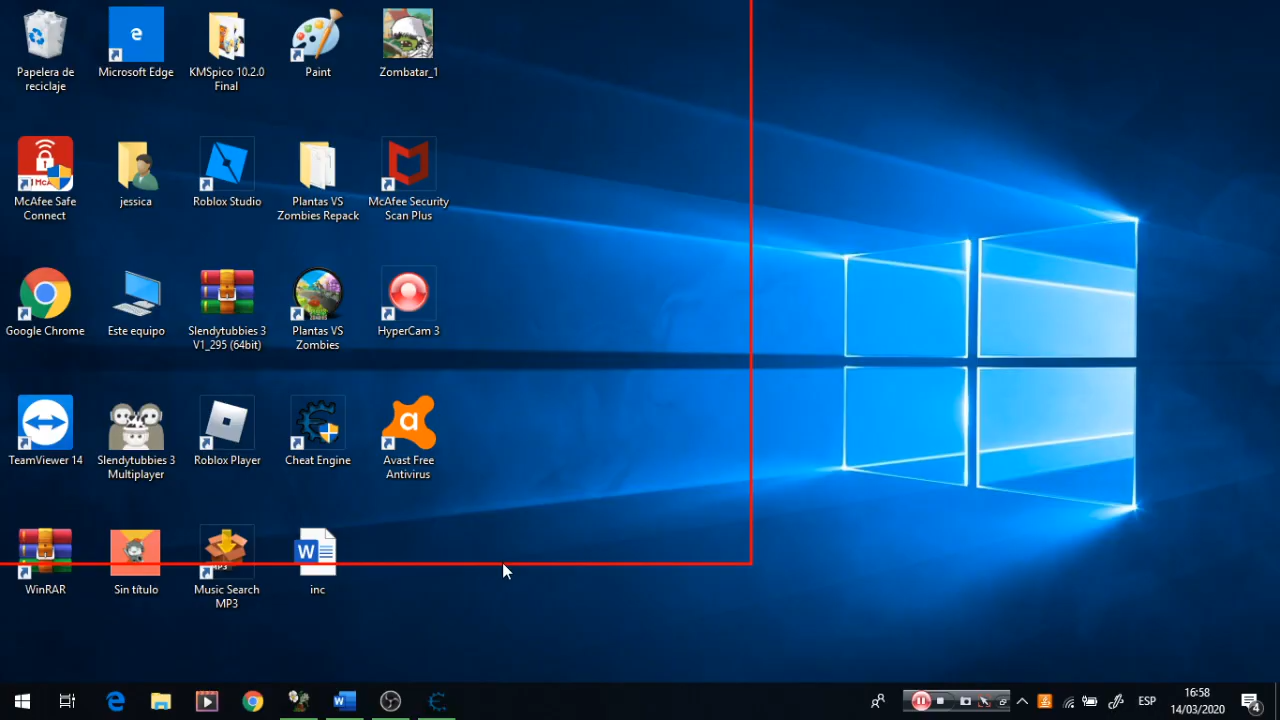 Papelera de
reciclaje
Microsoft Edge
KMSpico 10.2.0
Final
Paint
Zombatar_1
McAfee Safe
Connect
jessica
Roblox Studio
Plantas VS
Zombies Repack
McAfee Security
Scan Plus
Google Chrome
Este equipo
Slendytubbies 3
V1_295 (64bit)
Plantas VS
Zombies
HyperCam 3
TeamViewer 14
Slendytubbies 3
Multiplayer
Roblox Player
Cheat Engine
Avast Free
Antivirus
WinRAR
Sin título
Music Search
MP3
inc
ESP
16:58
14/03/2020
4